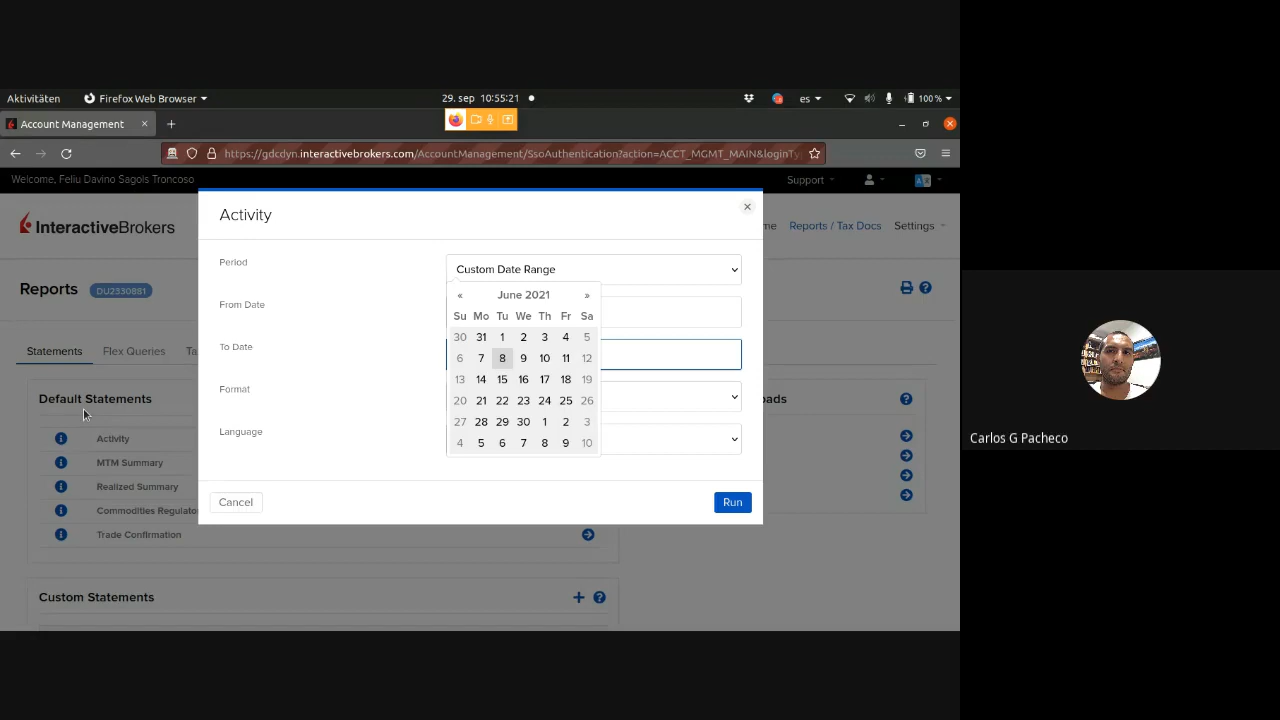 Aktivitäten Firefox Web Browser 29. sep 10:55:21 es 100%
Account Management
https://gdcdyn.interactivebrokers.com/AccountManagement/SsoAuthentication?action=ACCT_MGMT_MAIN&loginTy
Welcome, Feliu Davino Sagols Troncoso Support
InteractiveBrokers me Reports / Tax Docs Settings
Reports DU2330881
Statements Flex Queries Ta
Default Statements ads
Activity
MTM Summary
Realized Summary
Commodities Regulato
Trade Confirmation
Custom Statements
Activity
Period Custom Date Range
From Date
To Date
Format
Language
« June 2021 »
Su Mo Tu We Th Fr Sa
30 31 1 2 3 4 5
6 7 8 9 10 11 12
13 14 15 16 17 18 19
20 21 22 23 24 25 26
27 28 29 30 1 2 3
4 5 6 7 8 9 10
Cancel Run
Carlos G Pacheco